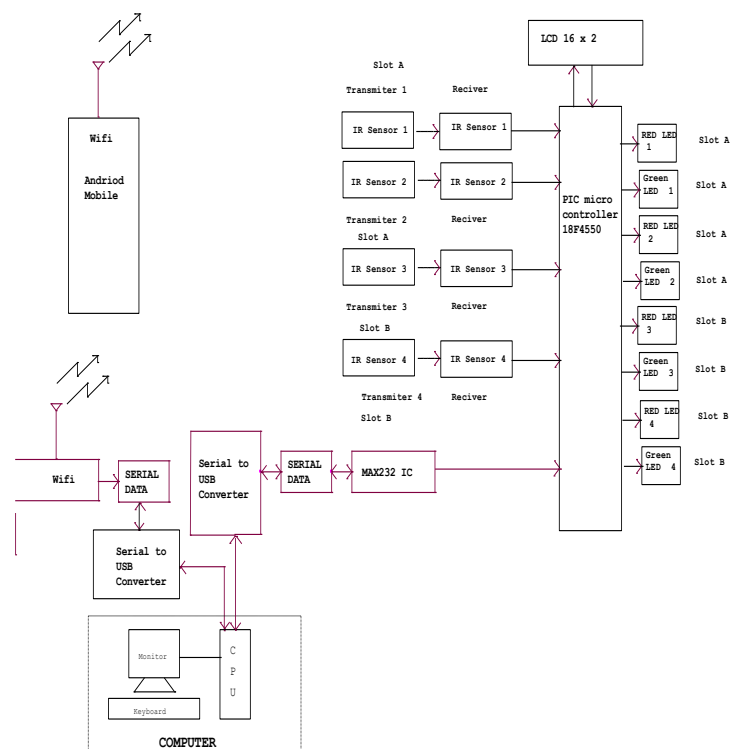 LCD 16 x 2
Slot A
Transmiter 1
Reciver
IR Sensor 1
IR Sensor 1
IR Sensor 2
IR Sensor 2
Transmiter 2
Reciver
Slot A
IR Sensor 3
IR Sensor 3
Transmiter 3
Reciver
Slot B
IR Sensor 4
IR Sensor 4
Transmiter 4
Reciver
Slot B
Wifi
Andriod
Mobile
PIC micro
controller
18F4550
RED LED
1
Slot A
Green
LED 1
Slot A
RED LED
2
Slot A
Green
LED 2
Slot A
RED LED
3
Slot B
Green
LED 3
Slot B
RED LED
4
Slot B
Green
LED 4
Slot B
Wifi
SERIAL
DATA
Serial to
USB
Converter
SERIAL
DATA
MAX232 IC
Serial to
USB
Converter
Monitor
C
P
U
Keyboard
COMPUTER